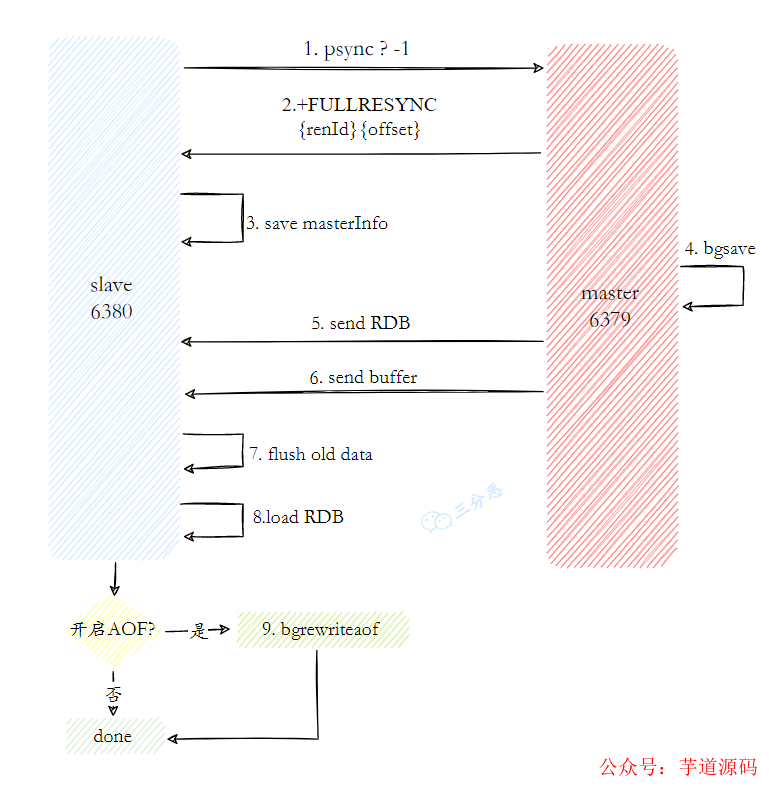 1. psync ? -1
2.+FULLRESYNC
{renId}{offset}
3. save masterInfo
4. bgsave
slave
6380
master
6379
5. send RDB
6. send buffer
7. flush old data
三分恶
8.load RDB
开启AOF?
是
9. bgrewriteaof
否
done
公众号：芋道源码